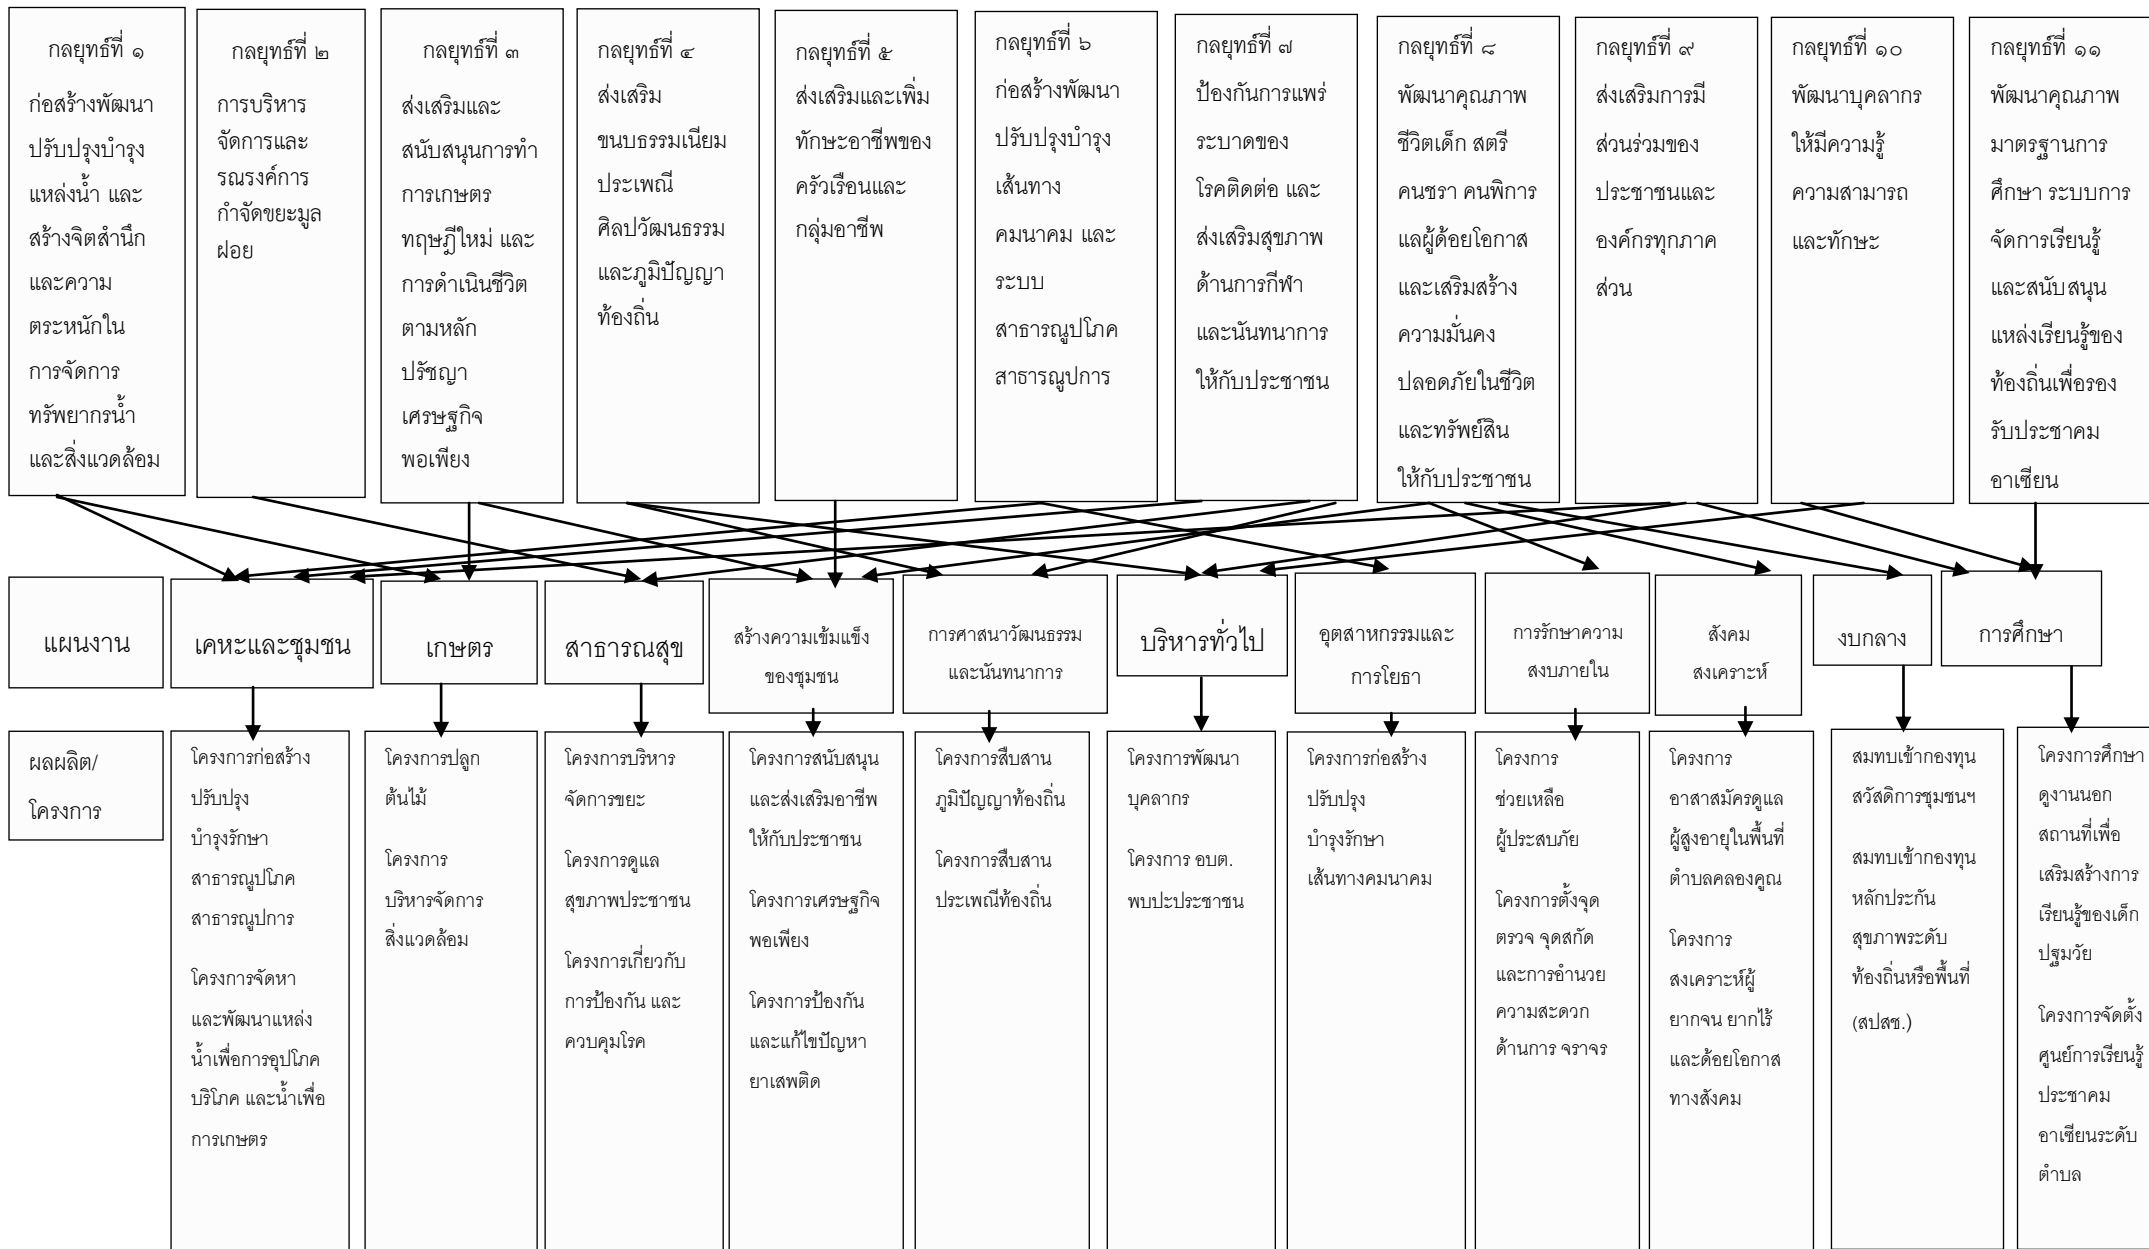 กลยุทธ์ที่ ๑
ก่อสร้างพัฒนา
ปรับปรุงบำรุง
แหล่งน้ำ และ
สร้างจิตสำนึก
และความ
ตระหนักใน
การจัดการ
ทรัพยากรน้ำ
และสิ่งแวดล้อม
กลยุทธ์ที่ ๒
การบริหาร
จัดการและ
รณรงค์การ
กำจัดขยะมูล
ฝอย
กลยุทธ์ที่ ๓
ส่งเสริมและ
สนับสนุนการทำ
การเกษตร
ทฤษฎีใหม่ และ
การดำเนินชีวิต
ตามหลัก
ปรัชญา
เศรษฐกิจ
พอเพียง
กลยุทธ์ที่ ๔
ส่งเสริม
ขนบธรรมเนียม
ประเพณี
ศิลปวัฒนธรรม
และภูมิปัญญา
ท้องถิ่น
กลยุทธ์ที่ ๕
ส่งเสริมและเพิ่ม
ทักษะอาชีพของ
ครัวเรือนและ
กลุ่มอาชีพ
กลยุทธ์ที่ ๖
ก่อสร้างพัฒนา
ปรับปรุงบำรุง
เส้นทาง
คมนาคม และ
ระบบ
สาธารณูปโภค
สาธารณูปการ
กลยุทธ์ที่ ๗
ป้องกันการแพร่
ระบาดของ
โรคติดต่อ และ
ส่งเสริมสุขภาพ
ด้านการกีฬา
และนันทนาการ
ให้กับประชาชน
กลยุทธ์ที่ ๘
พัฒนาคุณภาพ
ชีวิตเด็ก สตรี
คนชรา คนพิการ
แลผู้ด้อยโอกาส
และเสริมสร้าง
ความมั่นคง
ปลอดภัยในชีวิต
และทรัพย์สิน
ให้กับประชาชน
กลยุทธ์ที่ ๙
ส่งเสริมการมี
ส่วนร่วมของ
ประชาชนและ
องค์กรทุกภาค
ส่วน
กลยุทธ์ที่ ๑๐
พัฒนาบุคลากร
ให้มีความรู้
ความสามารถ
และทักษะ
กลยุทธ์ที่ ๑๑
พัฒนาคุณภาพ
มาตรฐานการ
ศึกษา ระบบการ
จัดการเรียนรู้
และสนับสนุน
แหล่งเรียนรู้ของ
ท้องถิ่นเพื่อรอง
รับประชาคม
อาเซียน
แผนงาน
เคหะและชุมชน
เกษตร
สาธารณสุข
สร้างความเข้มแข็ง
ของชุมชน
การศาสนาวัฒนธรรม
และนันทนาการ
บริหารทั่วไป
อุตสาหกรรมและ
การโยธา
การรักษาความ
สงบภายใน
สังคม
สงเคราะห์
งบกลาง
การศึกษา
ผลผลิต/
โครงการ
โครงการก่อสร้าง
ปรับปรุง
บำรุงรักษา
สาธารณูปโภค
สาธารณูปการ
โครงการจัดหา
และพัฒนาแหล่ง
น้ำเพื่อการอุปโภค
บริโภค และน้ำเพื่อ
การเกษตร
โครงการปลูก
ต้นไม้
โครงการ
บริหารจัดการ
สิ่งแวดล้อม
โครงการบริหาร
จัดการขยะ
โครงการดูแล
สุขภาพประชาชน
โครงการเกี่ยวกับ
การป้องกัน และ
ควบคุมโรค
โครงการสนับสนุน
และส่งเสริมอาชีพ
ให้กับประชาชน
โครงการเศรษฐกิจ
พอเพียง
โครงการป้องกัน
และแก้ไขปัญหา
ยาเสพติด
โครงการสืบสาน
ภูมิปัญญาท้องถิ่น
โครงการสืบสาน
ประเพณีท้องถิ่น
โครงการพัฒนา
บุคลากร
โครงการ อบต.
พบปะประชาชน
โครงการก่อสร้าง
ปรับปรุง
บำรุงรักษา
เส้นทางคมนาคม
โครงการ
ช่วยเหลือ
ผู้ประสบภัย
โครงการตั้งจุด
ตรวจ จุดสกัด
และการอำนวย
ความสะดวก
ด้านการ จราจร
โครงการ
อาสาสมัครดูแล
ผู้สูงอายุในพื้นที่
ตำบลคลองคูณ
โครงการ
สงเคราะห์ผู้
ยากจน ยากไร้
และด้อยโอกาส
ทางสังคม
สมทบเข้ากองทุน
สวัสดิการชุมชนฯ
สมทบเข้ากองทุน
หลักประกัน
สุขภาพระดับ
ท้องถิ่นหรือพื้นที่
(สปสช.)
โครงการศึกษา
ดูงานนอก
สถานที่เพื่อ
เสริมสร้างการ
เรียนรู้ของเด็ก
ปฐมวัย
โครงการจัดตั้ง
ศูนย์การเรียนรู้
ประชาคม
อาเซียนระดับ
ตำบล